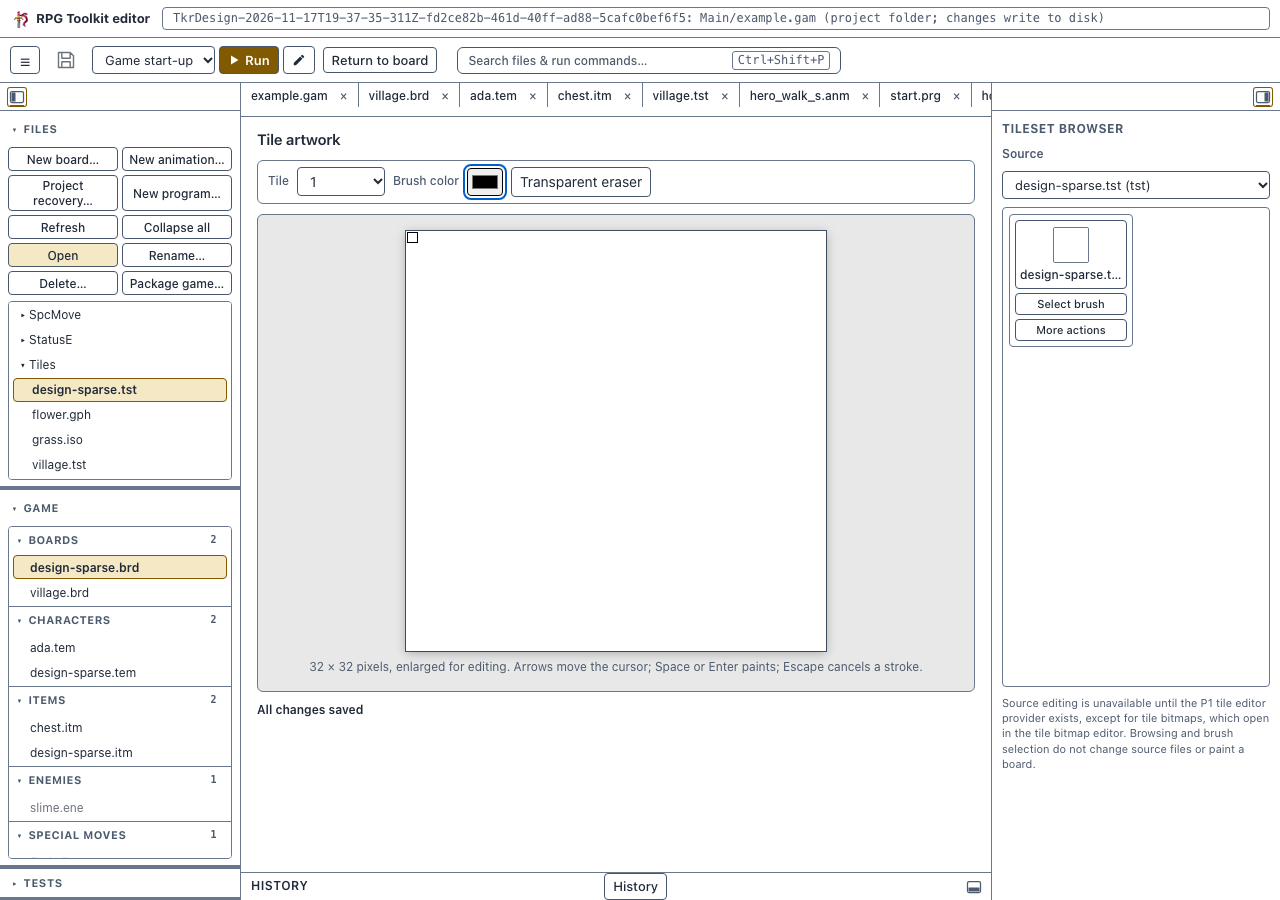 RPG Toolkit editor
TkrDesign-2026-11-17T19-37-35-311Z-fd2ce82b-461d-40ff-ad88-5cafc0bef6f5: Main/example.gam (project folder; changes write to disk)
Game start-up
Run
Return to board
Search files & run commands...
Ctrl+Shift+P
FILES
New board...
New animation...
Project recovery...
New program...
Refresh
Collapse all
Open
Rename...
Delete...
Package game...
SpcMove
StatusE
Tiles
design-sparse.tst
flower.gph
grass.iso
village.tst
GAME
BOARDS 2
design-sparse.brd
village.brd
CHARACTERS 2
ada.tem
design-sparse.tem
ITEMS 2
chest.itm
design-sparse.itm
ENEMIES 1
slime.ene
SPECIAL MOVES 1
TESTS
example.gam ×
village.brd ×
ada.tem ×
chest.itm ×
village.tst ×
hero_walk_s.anm ×
start.prg ×
Tile artwork
Tile
1
Brush color
Transparent eraser
32 × 32 pixels, enlarged for editing. Arrows move the cursor; Space or Enter paints; Escape cancels a stroke.
All changes saved
HISTORY
History
TILESET BROWSER
Source
design-sparse.tst (tst)
design-sparse.t...
Select brush
More actions
Source editing is unavailable until the P1 tile editor
provider exists, except for tile bitmaps, which open
in the tile bitmap editor. Browsing and brush
selection do not change source files or paint a
board.